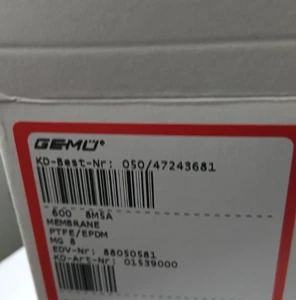 GEMÜ®
KD-Best-Nr: 050/47243681
600 8M5A
MEMBRANE
PTFE/EPDM
MG 8
EDV-Nr: 88050581
KD-Art-Nr: 01539000